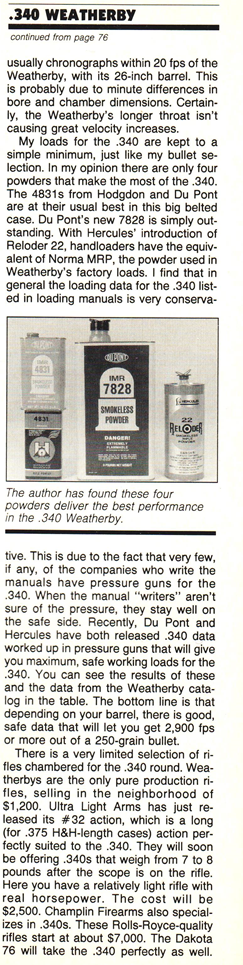 .340 WEATHERBY
continued from page 76
usually chronographs within 20 fps of the
Weatherby, with its 26-inch barrel. This
is probably due to minute differences in
bore and chamber dimensions. Certain-
ly, the Weatherby's longer throat isn't
causing great velocity increases.
My loads for the .340 are kept to a
simple minimum, just like my bullet se-
lection. In my opinion there are only four
powders that make the most of the .340.
The 4831s from Hodgdon and Du Pont
are at their usual best in this big belted
case. Du Pont's new 7828 is simply out-
standing. With Hercules' introduction of
Reloder 22, handloaders have the equiv-
alent of Norma MRP, the powder used in
Weatherby's factory loads. I find that in
general the loading data for the .340 list-
ed in loading manuals is very conserva-
DU PONT
4831
4831
DU PONT
IMR
7828
SMOKELESS
POWDER
DANGER!
HERCULES
22
RELODER
The author has found these four
powders deliver the best performance
in the .340 Weatherby.
tive. This is due to the fact that very few,
if any, of the companies who write the
manuals have pressure guns for the
.340. When the manual "writers" aren't
sure of the pressure, they stay well on
the safe side. Recently, Du Pont and
Hercules have both released .340 data
worked up in pressure guns that will give
you maximum, safe working loads for the
.340. You can see the results of these
and the data from the Weatherby cata-
log in the table. The bottom line is that
depending on your barrel, there is good,
safe data that will let you get 2,900 fps
or more out of a 250-grain bullet.
There is a very limited selection of ri-
fles chambered for the .340 round. Wea-
therbys are the only pure production ri-
fles, selling in the neighborhood of
$1,200. Ultra Light Arms has just re-
leased its #32 action, which is a long
(for .375 H&H-length cases) action per-
fectly suited to the .340. They will soon
be offering .340s that weigh from 7 to 8
pounds after the scope is on the rifle.
Here you have a relatively light rifle with
real horsepower. The cost will be
$2,500. Champlin Firearms also special-
izes in .340s. These Rolls-Royce-quality
rifles start at about $7,000. The Dakota
76 will take the .340 perfectly as well.